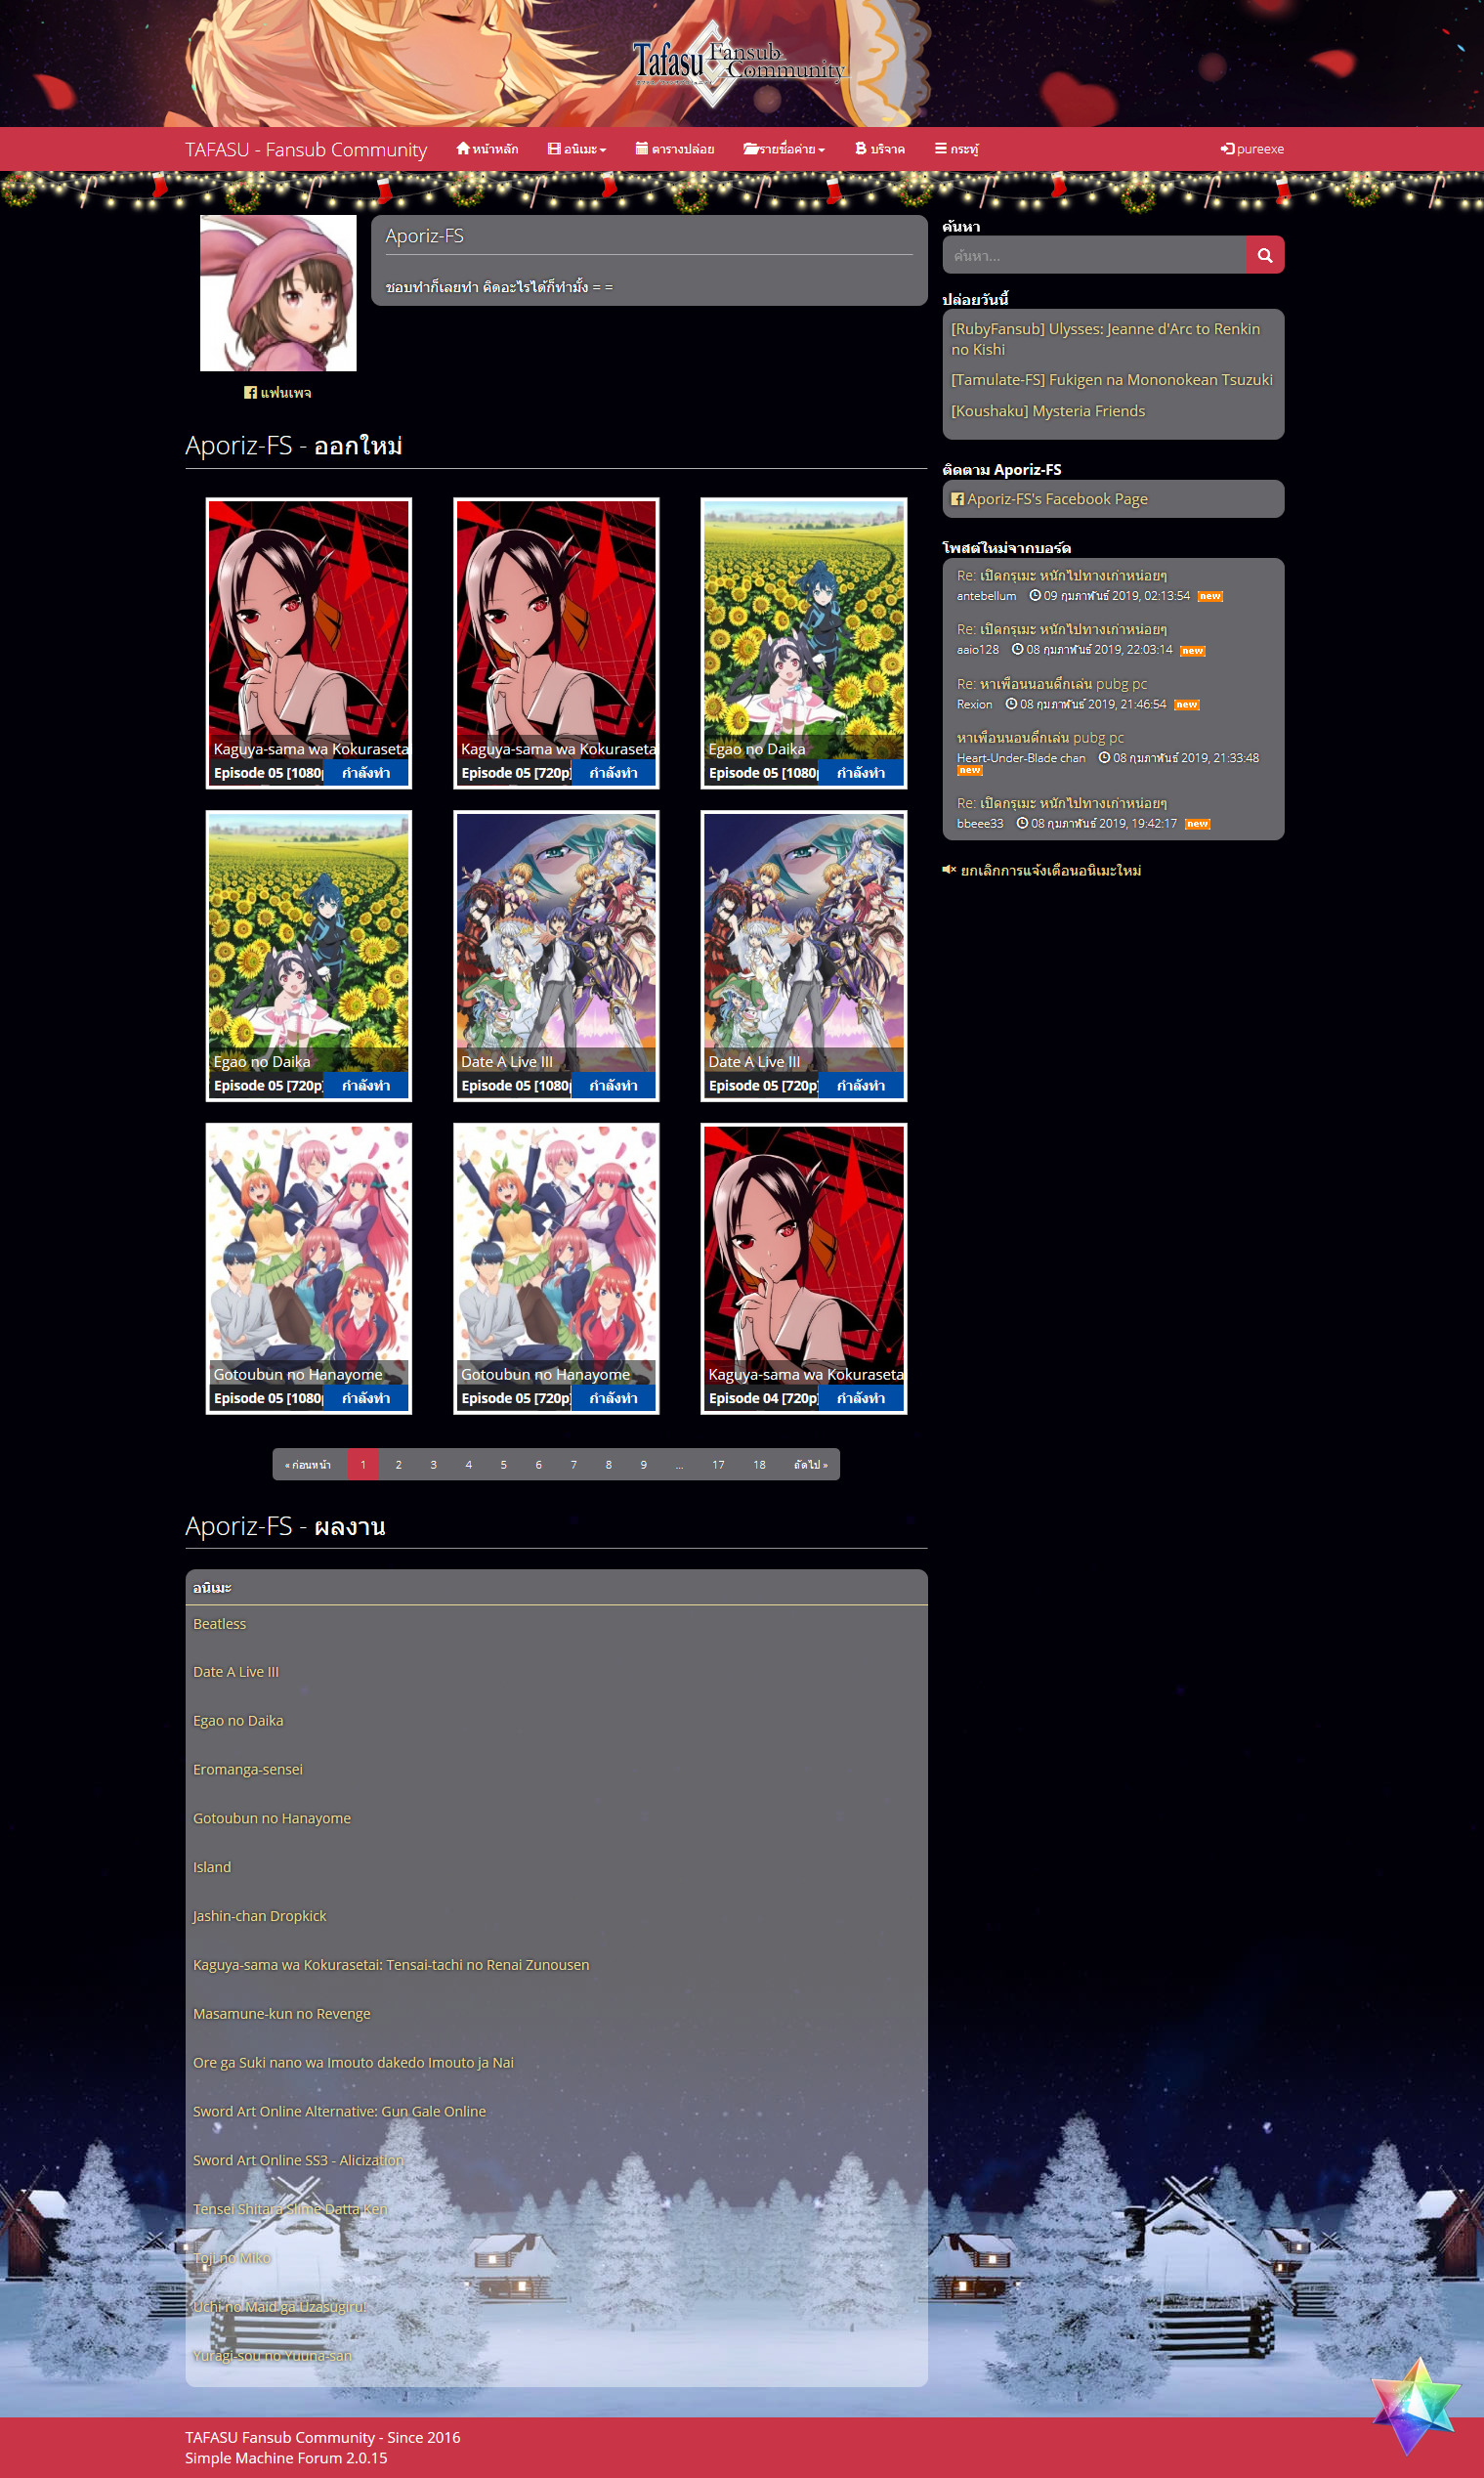 Tafasu Fansub
Community
TAFASU - Fansub Community
หน้าหลัก
อนิเมะ
ตารางปล่อย
รายชื่อค่าย
บริจาค
กระทู้
pureexe
Aporiz-FS
ชอบทำก็เลยทำ คิดอะไรได้ก็ทำมั้ง = =
แฟนเพจ
Aporiz-FS - ออกใหม่
Kaguya-sama wa Kokuraseta
Episode 05 [1080p
กำลังทำ
Kaguya-sama wa Kokuraseta
Episode 05 [720p]
กำลังทำ
Egao no Daika
Episode 05 [1080p
กำลังทำ
Egao no Daika
Episode 05 [720p]
กำลังทำ
Date A Live III
Episode 05 [1080p
กำลังทำ
Date A Live III
Episode 05 [720p]
กำลังทำ
Gotoubun no Hanayome
Episode 05 [1080p
กำลังทำ
Gotoubun no Hanayome
Episode 05 [720p]
กำลังทำ
Kaguya-sama wa Kokuraseta
Episode 04 [720p]
กำลังทำ
« ก่อนหน้า 1 2 3 4 5 6 7 8 9 ... 17 18 ถัดไป »
Aporiz-FS - ผลงาน
อนิเมะ
Beatless
Date A Live III
Egao no Daika
Eromanga-sensei
Gotoubun no Hanayome
Island
Jashin-chan Dropkick
Kaguya-sama wa Kokurasetai: Tensai-tachi no Renai Zunousen
Masamune-kun no Revenge
Ore ga Suki nano wa Imouto dakedo Imouto ja Nai
Sword Art Online Alternative: Gun Gale Online
Sword Art Online SS3 - Alicization
Tensei Shitara Slime Datta Ken
Toji no Miko
Uchi no Maid ga Uzasugiru!
Yuragi-sou no Yuuna-san
ค้นหา
ค้นหา...
ปล่อยวันนี้
[RubyFansub] Ulysses: Jeanne d'Arc to Renkin
no Kishi
[Tamulate-FS] Fukigen na Mononokean Tsuzuki
[Koushaku] Mysteria Friends
ติดตาม Aporiz-FS
Aporiz-FS's Facebook Page
โพสต์ใหม่จากบอร์ด
Re: เปิดกรุเมะ หนักไปทางเก่าหน่อยๆ
antebellum 09 กุมภาพันธ์ 2019, 02:13:54 new
Re: เปิดกรุเมะ หนักไปทางเก่าหน่อยๆ
aaio128 08 กุมภาพันธ์ 2019, 22:03:14 new
Re: หาเพื่อนนอนดึกเล่น pubg pc
Rexion 08 กุมภาพันธ์ 2019, 21:46:54 new
หาเพื่อนนอนดึกเล่น pubg pc
Heart-Under-Blade chan 08 กุมภาพันธ์ 2019, 21:33:48
new
Re: เปิดกรุเมะ หนักไปทางเก่าหน่อยๆ
bbeee33 08 กุมภาพันธ์ 2019, 19:42:17 new
ยกเลิกการแจ้งเตือนอนิเมะใหม่
TAFASU Fansub Community - Since 2016
Simple Machine Forum 2.0.15